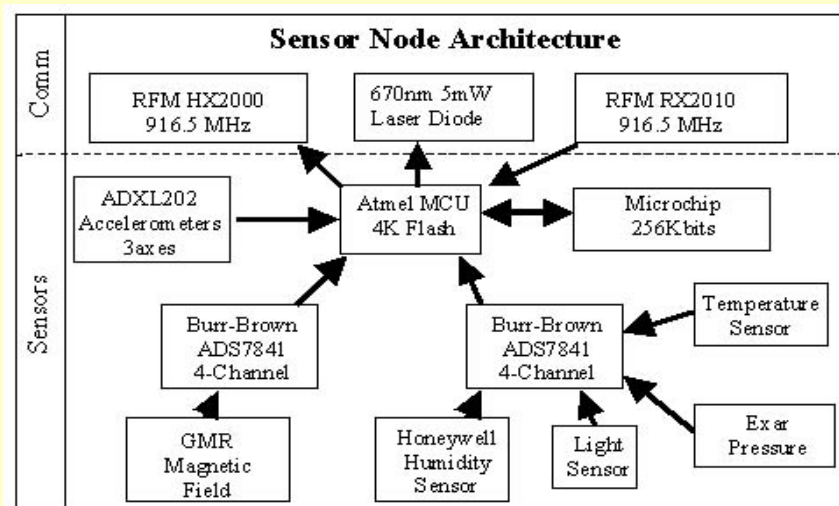 Sensor Node Architecture
Comm
RFM HX2000
916.5 MHz
670nm 5mW
Laser Diode
RFM RX2010
916.5 MHz
Sensors
ADXL202
Accelerometers
3axes
Atmel MCU
4K Flash
Microchip
256Kbits
Burr-Brown
ADS7841
4-Channel
Burr-Brown
ADS7841
4-Channel
Temperature
Sensor
GMR
Magnetic
Field
Honeywell
Humidity
Sensor
Light
Sensor
Exar
Pressure